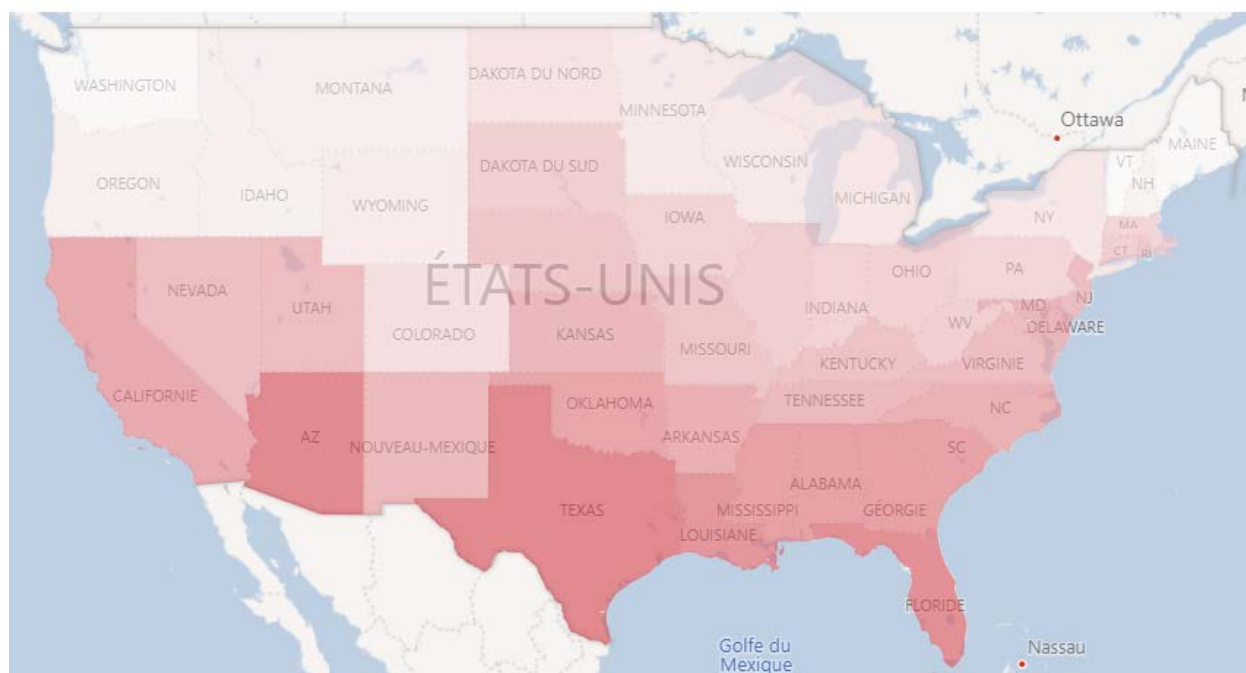 WASHINGTON
MONTANA
DAKOTA DU NORD
MINNESOTA
Ottawa
MAINE
VT
NH
OREGON
IDAHO
WYOMING
DAKOTA DU SUD
WISCONSIN
MICHIGAN
NY
MA
CT
RI
IOWA
ÉTATS-UNIS
NEVADA
UTAH
COLORADO
KANSAS
MISSOURI
INDIANA
OHIO
PA
NJ
MD
DELAWARE
WV
VIRGINIE
KENTUCKY
CALIFORNIE
AZ
NOUVEAU-MEXIQUE
OKLAHOMA
ARKANSAS
TENNESSEE
NC
SC
TEXAS
LOUISIANE
MISSISSIPPI
ALABAMA
GÉORGIE
FLORIDE
Golfe du
Mexique
Nassau